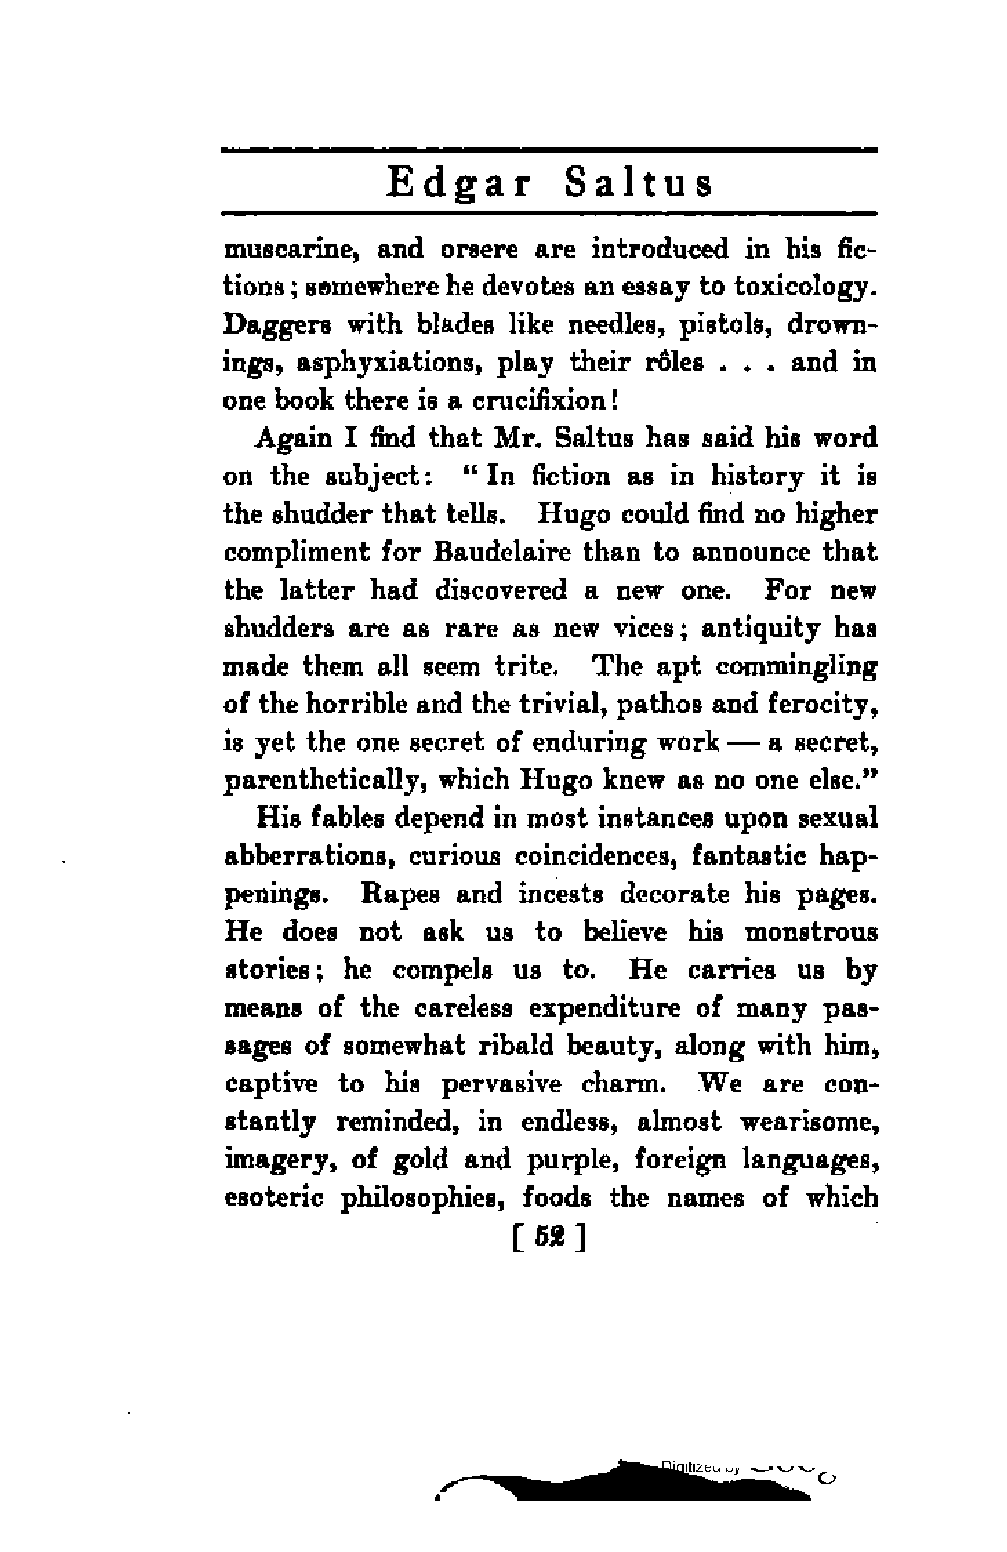 Edgar Saltus
muscarine, and orsere are introduced in his fic-
tions; somewhere he devotes an essay to toxicology.
Daggers with blades like needles, pistols, drown-
ings, asphyxiations, play their rôles . . . and in
one book there is a crucifixion!
Again I find that Mr. Saltus has said his word
on the subject: "In fiction as in history it is
the shudder that tells. Hugo could find no higher
compliment for Baudelaire than to announce that
the latter had discovered a new one. For new
shudders are as rare as new vices; antiquity has
made them all seem trite. The apt commingling
of the horrible and the trivial, pathos and ferocity,
is yet the one secret of enduring work — a secret,
parenthetically, which Hugo knew as no one else."
His fables depend in most instances upon sexual
abberrations, curious coincidences, fantastic hap-
penings. Rapes and incests decorate his pages.
He does not ask us to believe his monstrous
stories; he compels us to. He carries us by
means of the careless expenditure of many pas-
sages of somewhat ribald beauty, along with him,
captive to his pervasive charm. We are con-
stantly reminded, in endless, almost wearisome,
imagery, of gold and purple, foreign languages,
esoteric philosophies, foods the names of which
[ 52 ]
Digitized by